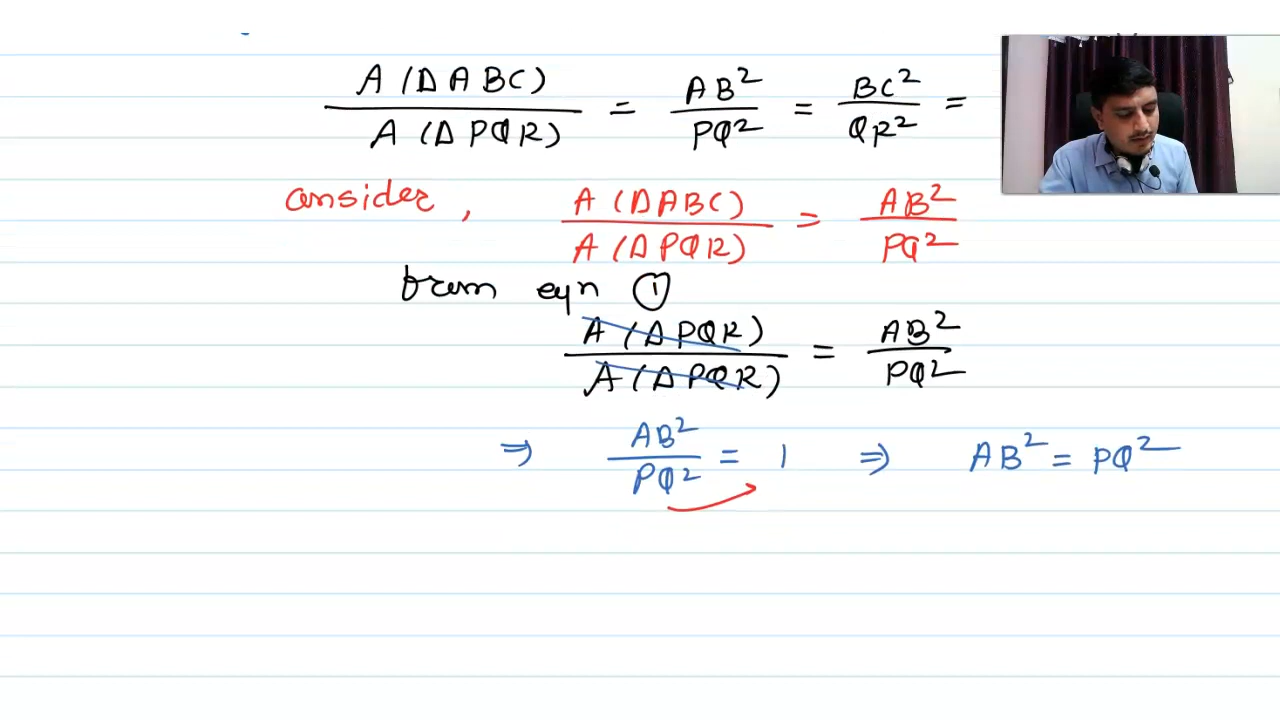 A(ΔABC)/A(ΔPQR) = AB²/PQ² = BC²/QR² =
consider, A(ΔABC)/A(ΔPQR) = AB²/PQ²
from eqn ①
A(ΔPQR)/A(ΔPQR) = AB²/PQ²
⇒ AB²/PQ² = 1 ⇒ AB² = PQ²